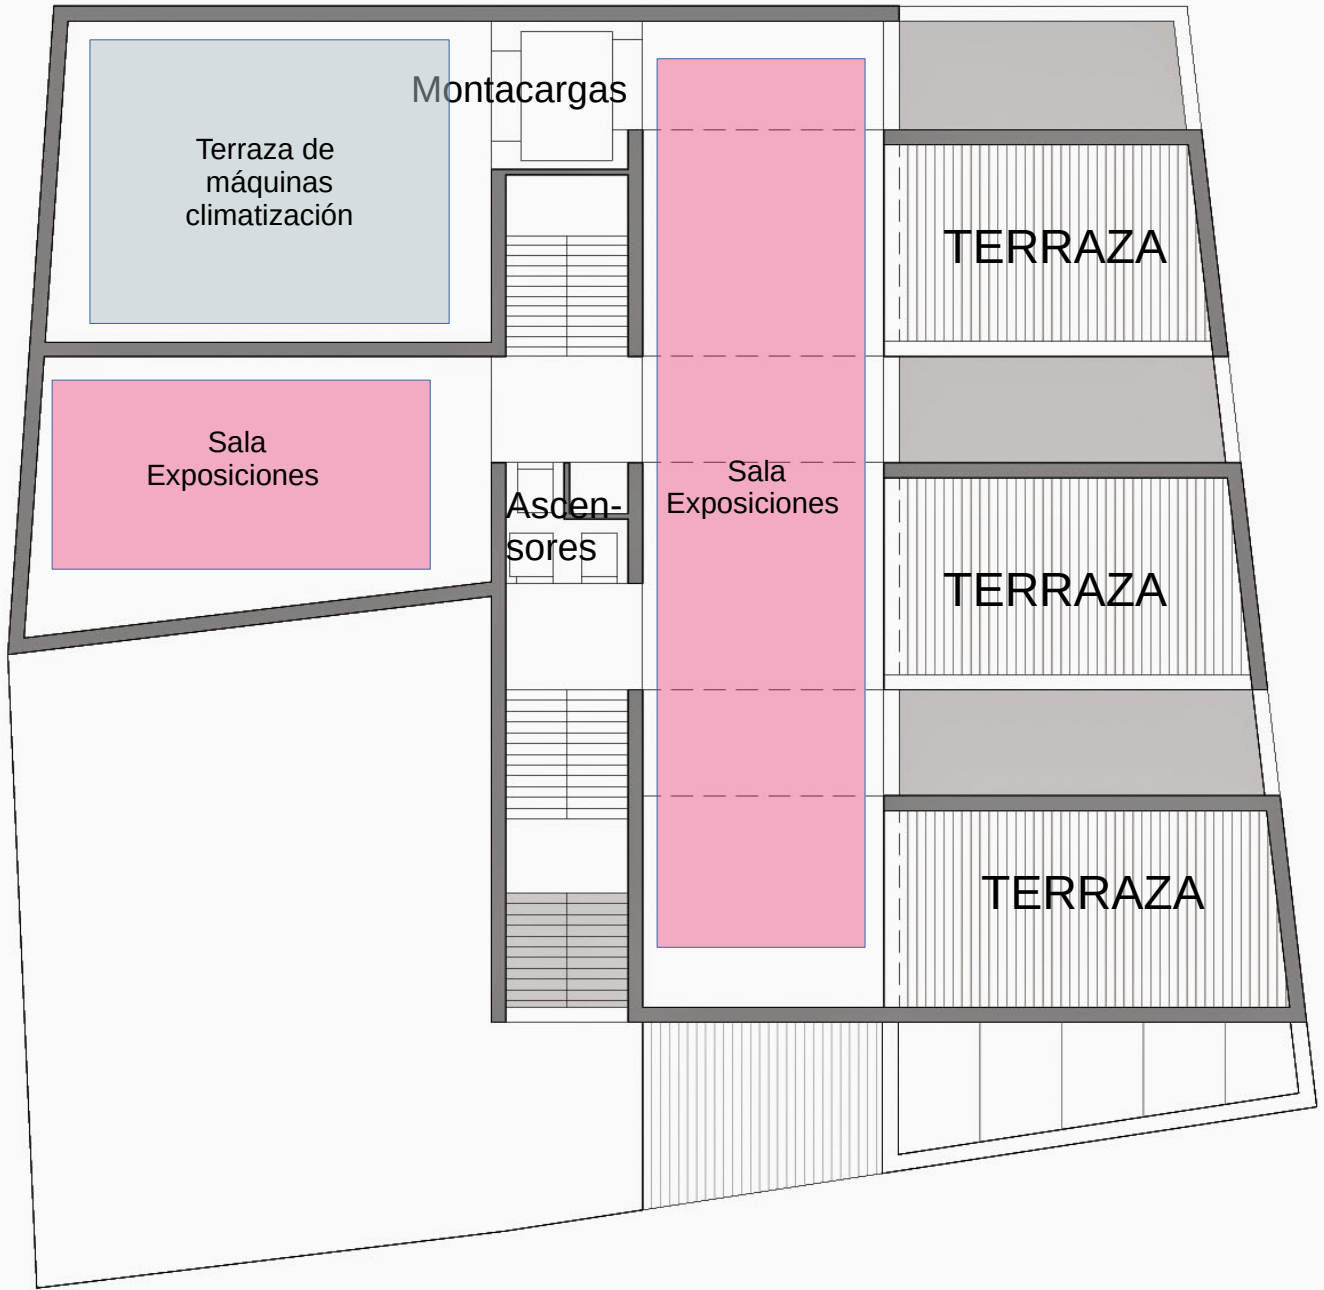 Montacargas
Terraza de
máquinas
climatización
TERRAZA
Sala
Exposiciones
Sala
Exposiciones
Ascen-
sores
TERRAZA
TERRAZA